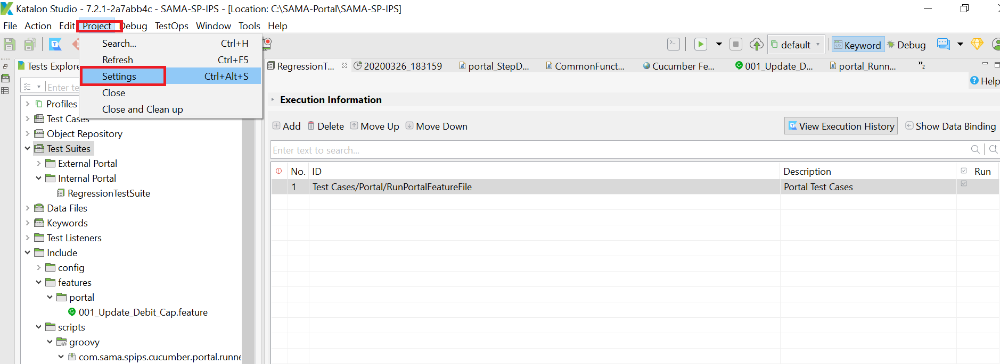 Katalon Studio - 7.2.1-2a7abb4c - SAMA-SP-IPS - [Location: C:\SAMA-Portal\SAMA-SP-IPS]
File Action Edit Project Debug TestOps Window Tools Help
default Keyword Debug
Search... Ctrl+H
Refresh Ctrl+F5
Settings Ctrl+Alt+S
Close
Close and Clean up
Tests Explore
Enter te
Profiles
Test Cases
Object Repository
Test Suites
External Portal
Internal Portal
RegressionTestSuite
Data Files
Keywords
Test Listeners
Include
config
features
portal
001_Update_Debit_Cap.feature
scripts
groovy
com.sama.spips.cucumber.portal.runne
RegressionT... 20200326_183159 portal_StepD... CommonFunct... Cucumber Fe... 001_Update_D... portal_Runn... »2
Help
Execution Information
Add Delete Move Up Move Down View Execution History Show Data Binding
Enter text to search...
No. ID Description Run
1 Test Cases/Portal/RunPortalFeatureFile Portal Test Cases